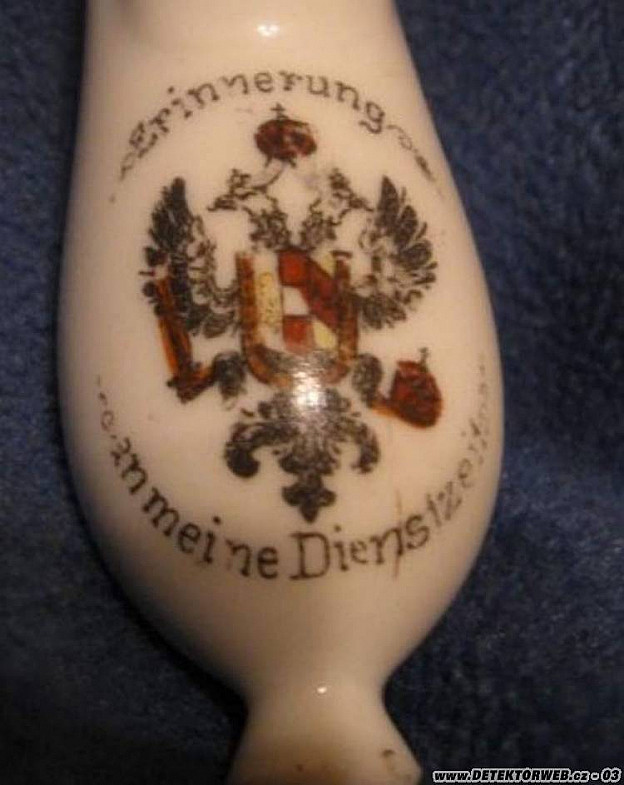 Erinnerung
an meine Dienstzeit
www.DETEKTORWEB.cz - 03